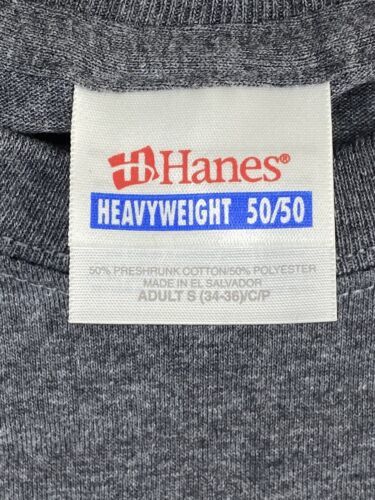 Hanes®
HEAVYWEIGHT 50/50
50% PRESHRUNK COTTON/50% POLYESTER
MADE IN EL SALVADOR
ADULT S (34-36)/C/P